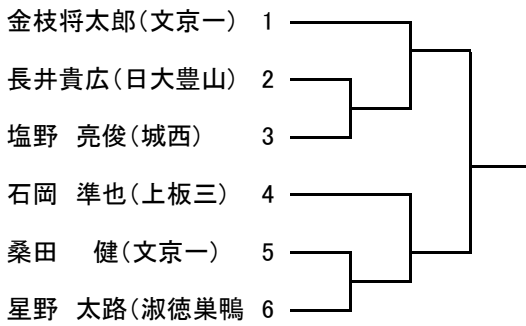 金枝将太郎(文京一) 1
長井貴広(日大豊山) 2
塩野 亮俊(城西) 3
石岡 準也(上板三) 4
桑田 健(文京一) 5
星野 太路(淑徳巣鴨 6